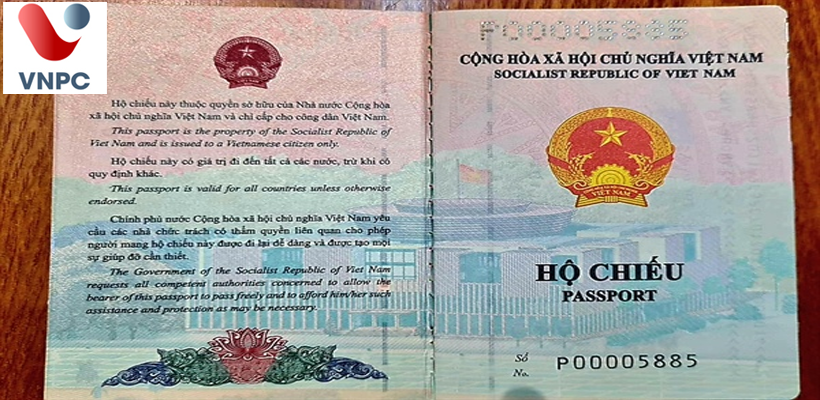 VNPC
Hộ chiếu này thuộc quyền sở hữu của Nhà nước Cộng hòa
xã hội chủ nghĩa Việt Nam và chỉ cấp cho công dân Việt Nam.
This passport is the property of the Socialist Republic of
Viet Nam and is issued to a Vietnamese citizen only.
Hộ chiếu này có giá trị đi đến tất cả các nước, trừ khi có
quy định khác.
This passport is valid for all countries unless otherwise
endorsed.
Chính phủ nước Cộng hòa xã hội chủ nghĩa Việt Nam yêu
cầu các nhà chức trách có thẩm quyền liên quan cho phép
người mang hộ chiếu này được đi lại dễ dàng và được tạo mọi
sự giúp đỡ cần thiết.
The Government of the Socialist Republic of Viet Nam
requests all competent authorities concerned to allow the
bearer of this passport to pass freely and to afford him/her such
assistance and protection as may be necessary.
P00005885
CỘNG HÒA XÃ HỘI CHỦ NGHĨA VIỆT NAM
SOCIALIST REPUBLIC OF VIET NAM
VIỆT NAM
HỘ CHIẾU
PASSPORT
Số
No. P00005885